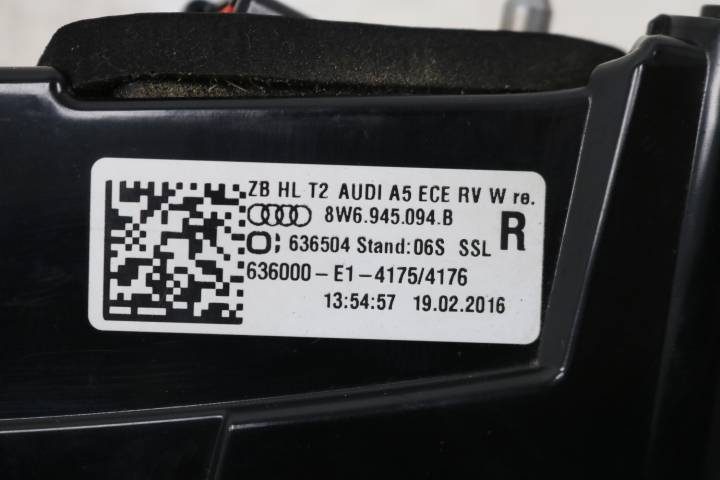 ZB HL T2 AUDI A5 ECE RV W re.
8W6.945.094.B
R
636504 Stand:06S SSL
636000-E1-4175/4176
13:54:57 19.02.2016